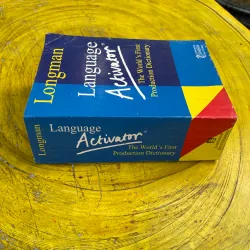 Longman
Language
Activator
The World's First
Production Dictionary
Longman
Language
Activator
The World's First
Production Dictionary